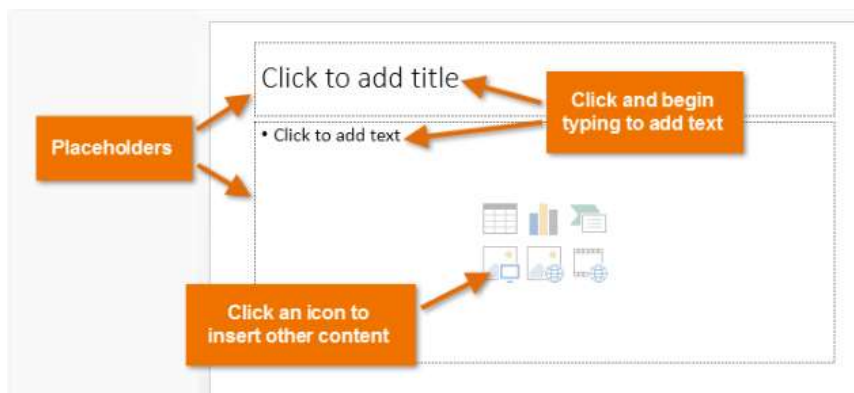 Click to add title
Click and begin
typing to add text
Placeholders
• Click to add text
Click an icon to
insert other content